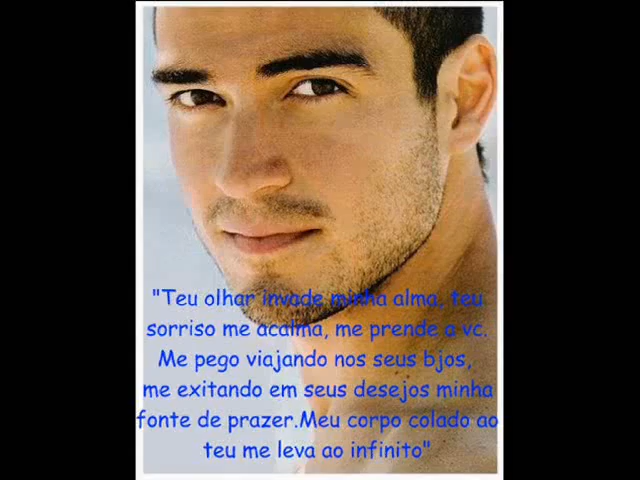 "Teu olhar invade minha alma, teu
sorriso me acalma, me prende a vc.
Me pego viajando nos seus bjos,
me exitando em seus desejos minha
fonte de prazer.Meu corpo colado ao
teu me leva ao infinito"